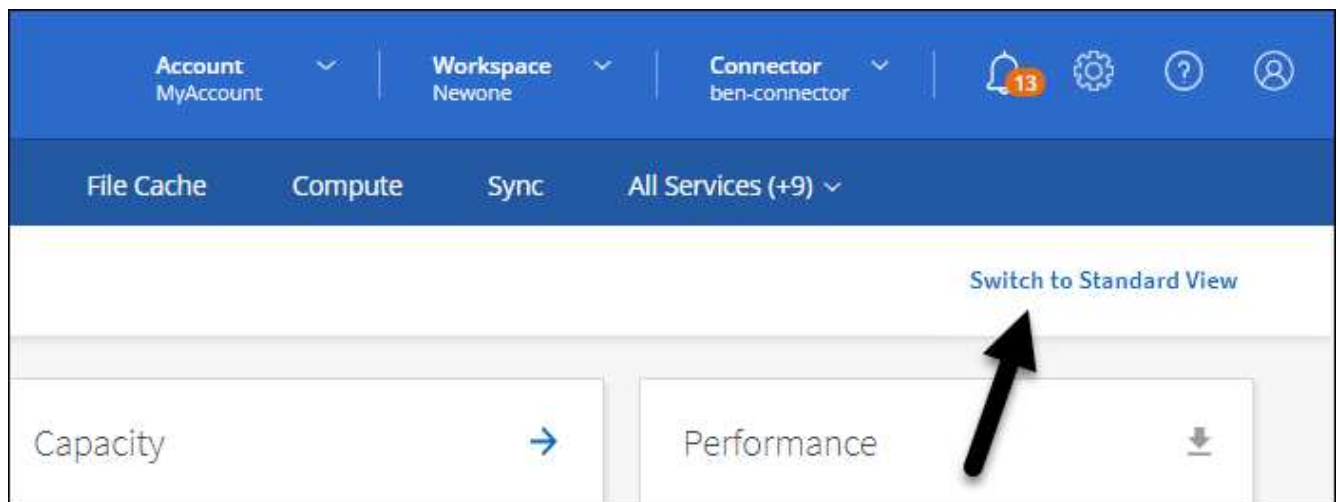 Account
MyAccount
Workspace
Newone
Connector
ben-connector
13
?
File Cache Compute Sync All Services (+9)
Switch to Standard View
Capacity
Performance